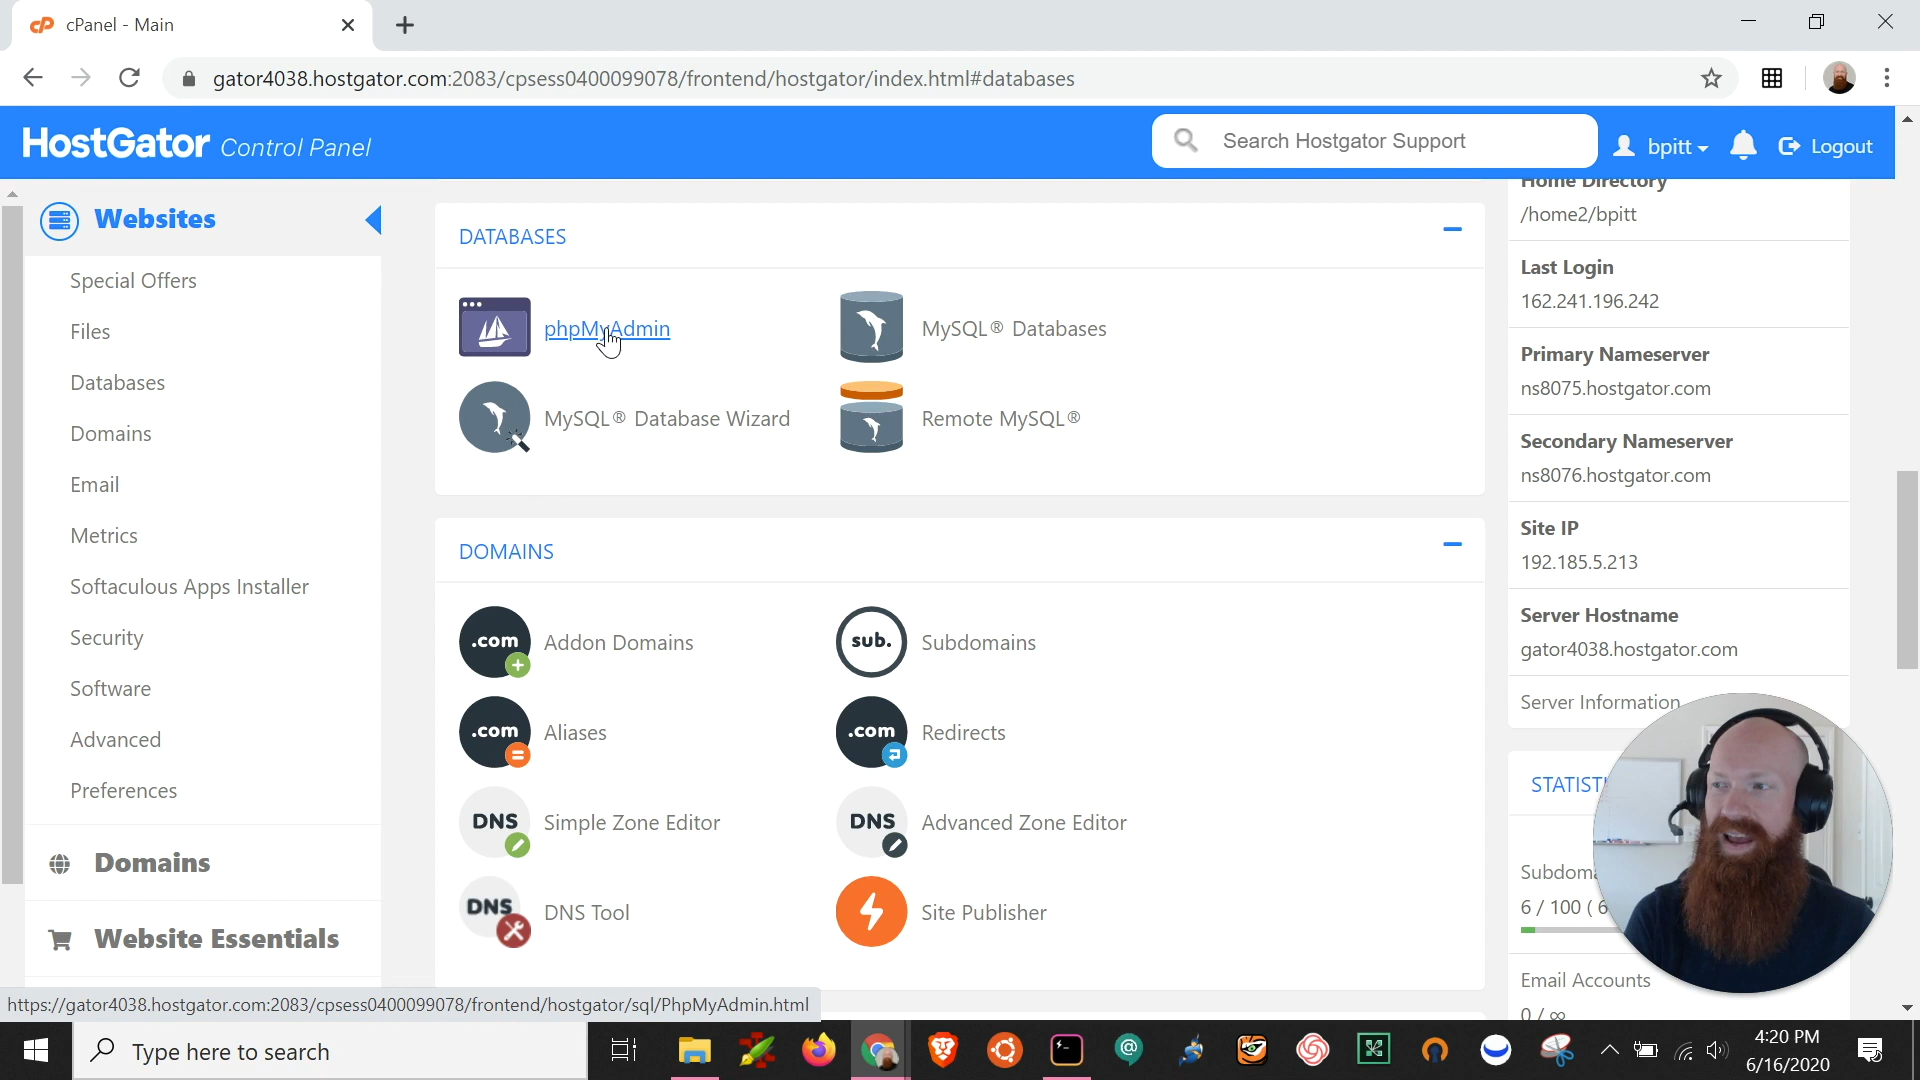 cPanel - Main
gator4038.hostgator.com:2083/cpsess0400099078/frontend/hostgator/index.html#databases
HostGator Control Panel
Search Hostgator Support
bpitt
Logout
Websites
Special Offers
Files
Databases
Domains
Email
Metrics
Softaculous Apps Installer
Security
Software
Advanced
Preferences
Domains
Website Essentials
DATABASES
phpMyAdmin
MySQL® Databases
MySQL® Database Wizard
Remote MySQL®
DOMAINS
.com
Addon Domains
sub.
Subdomains
.com
Aliases
.com
Redirects
DNS
Simple Zone Editor
DNS
Advanced Zone Editor
DNS
DNS Tool
Site Publisher
Home Directory
/home2/bpitt
Last Login
162.241.196.242
Primary Nameserver
ns8075.hostgator.com
Secondary Nameserver
ns8076.hostgator.com
Site IP
192.185.5.213
Server Hostname
gator4038.hostgator.com
Server Information
STATIST
Subdoma
6 / 100 ( 6
Email Accounts
0 / ∞
https://gator4038.hostgator.com:2083/cpsess0400099078/frontend/hostgator/sql/PhpMyAdmin.html
Type here to search
4:20 PM
6/16/2020